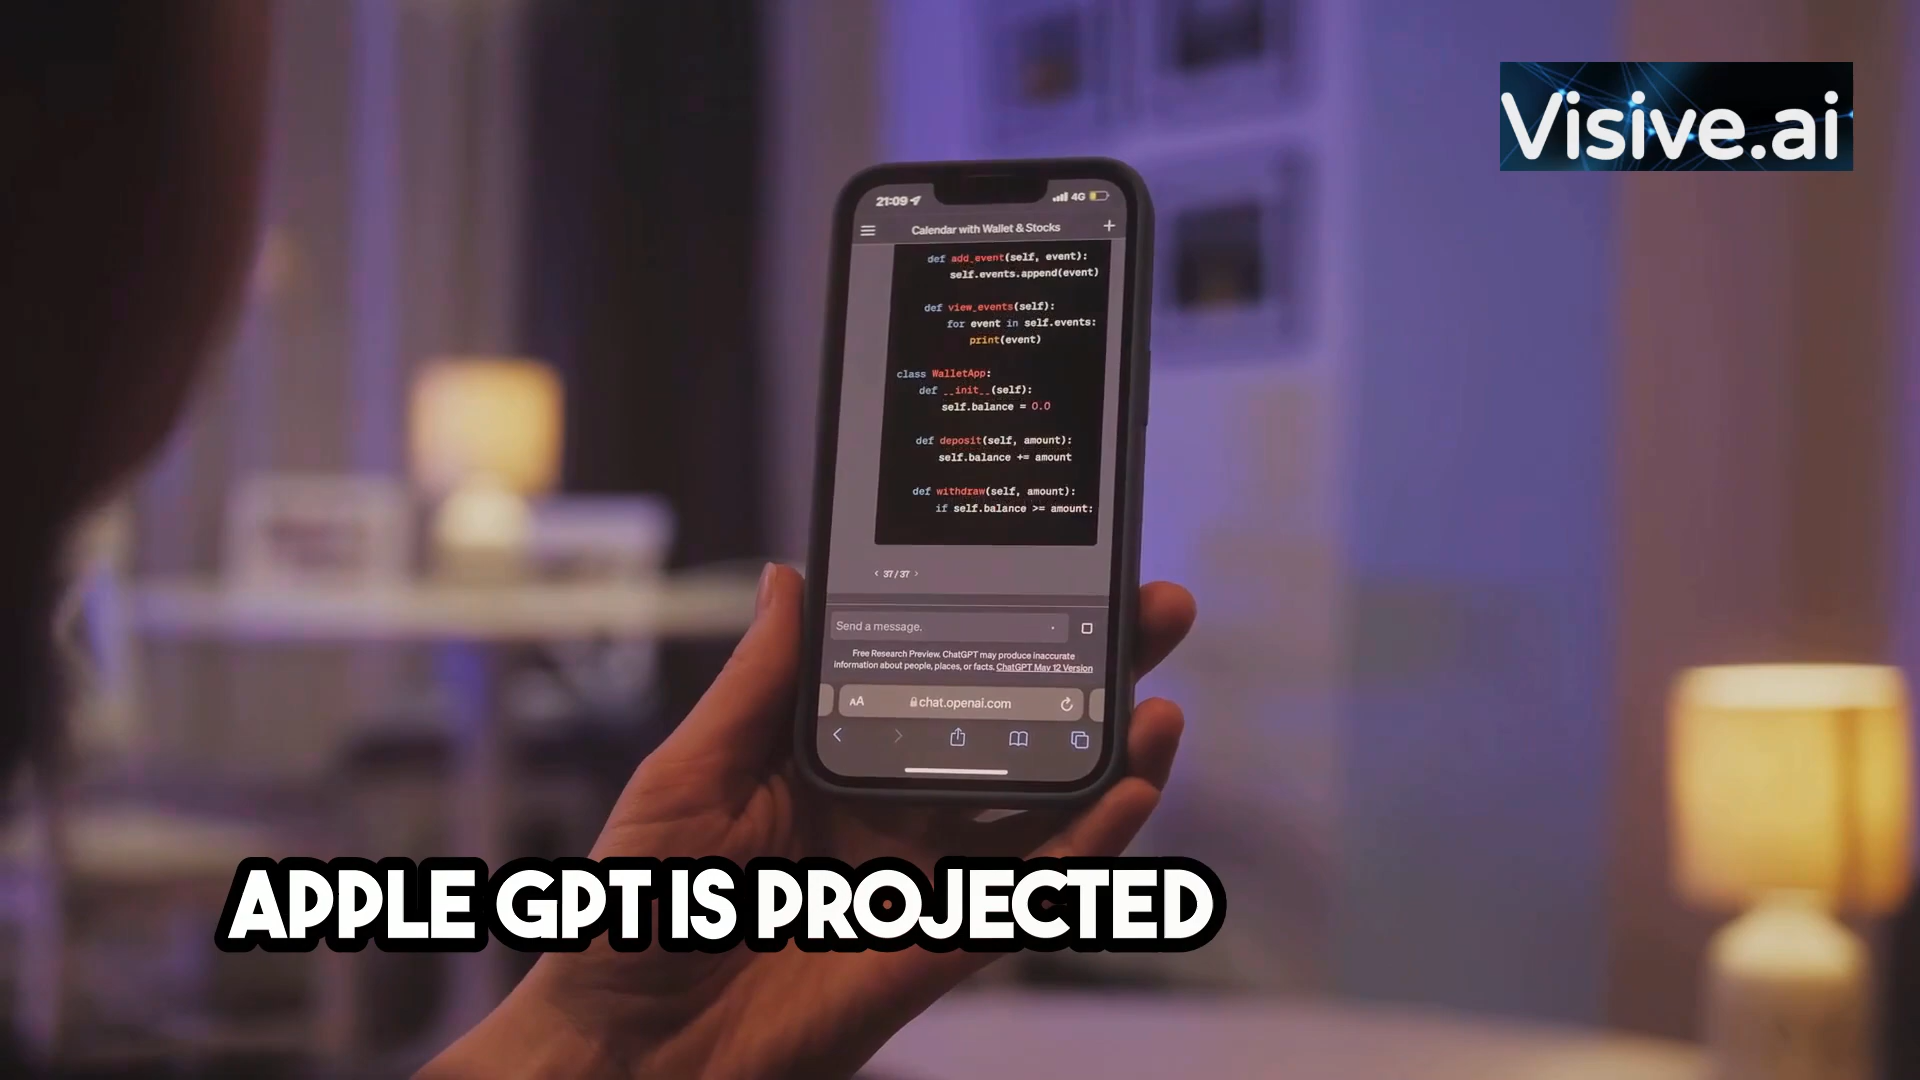 Visive.ai
21:09 4G
Calendar with Wallet & Stocks +
def add_event(self, event):
self.events.append(event)
def view_events(self):
for event in self.events:
print(event)
class WalletApp:
def __init__(self):
self.balance = 0.0
def deposit(self, amount):
self.balance += amount
def withdraw(self, amount):
if self.balance >= amount:
< 37 / 37 >
Send a message.
Free Research Preview. ChatGPT may produce inaccurate
information about people, places, or facts. ChatGPT May 12 Version
AA chat.openai.com
APPLE GPT IS PROJECTED